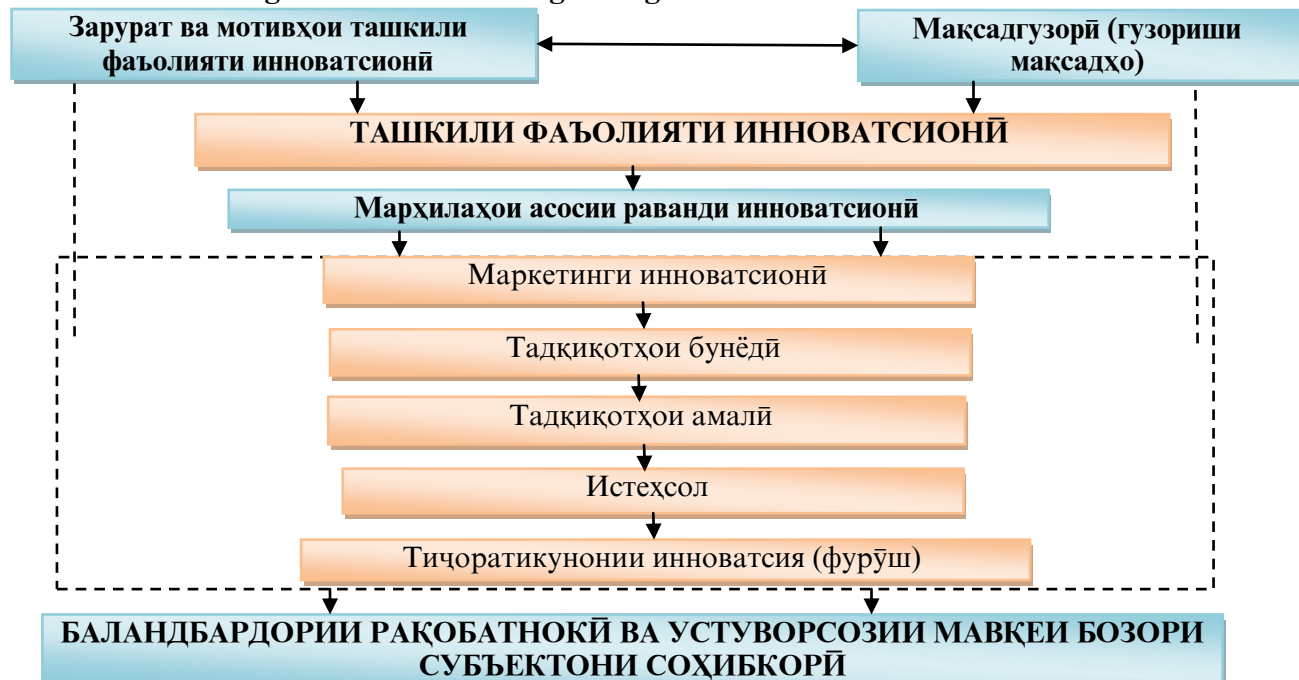 Зарурат ва мотивҳои ташкили
фаъолияти инноватсионӣ
Мақсадгузорӣ (гузориши
мақсадҳо)
ТАШКИЛИ ФАЪОЛИЯТИ ИННОВАТСИОНӢ
Марҳилаҳои асосии раванди инноватсионӣ
Маркетинги инноватсионӣ
Тадқиқотҳои бунёдӣ
Тадқиқотҳои амалӣ
Истеҳсол
Тиҷоратикунонии инноватсия (фурӯш)
БАЛАНДБАРДОРИИ РАҚОБАТНОКӢ ВА УСТУВОРСОЗИИ МАВҚЕИ БОЗОРИ
СУБЪЕКТОНИ СОҲИБКОРӢ